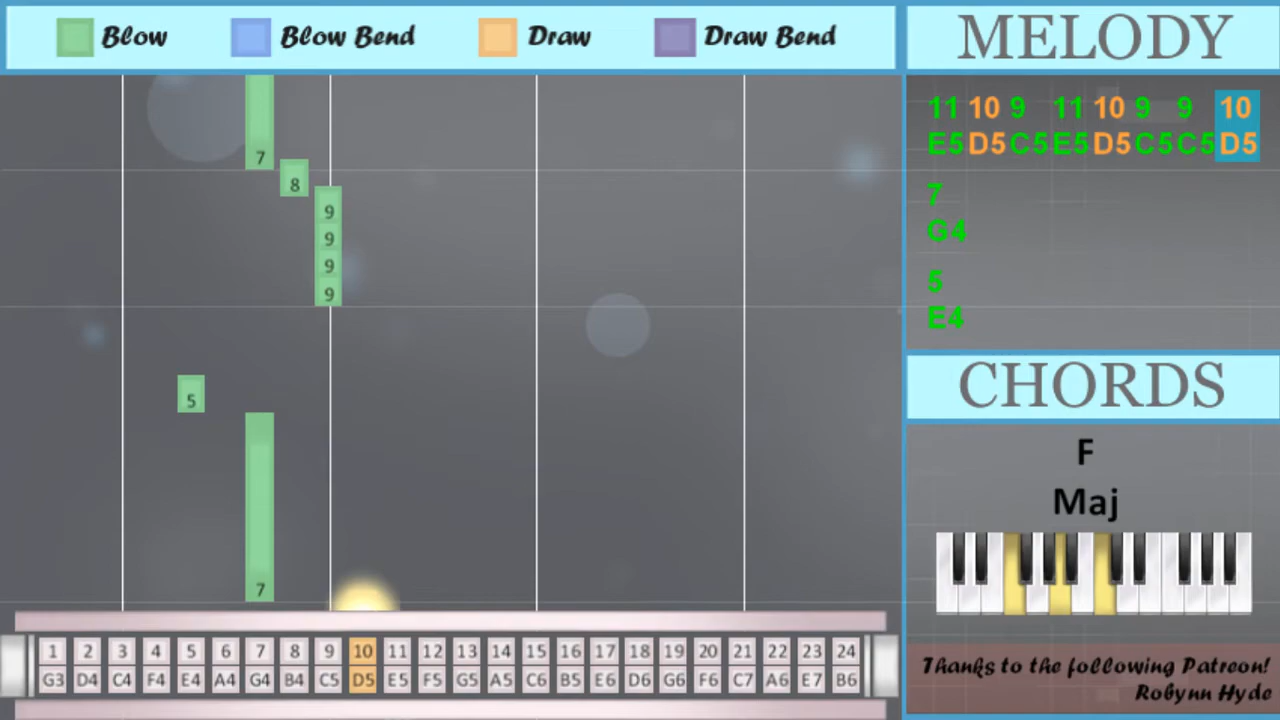 Blow Blow Bend Draw Draw Bend
MELODY
11 10 9 11 10 9 9 10
E5 D5 C5 E5 D5 C5 C5 D5
7
G4
5
E4
7
8
9
9
9
9
5
7
CHORDS
F
Maj
1 2 3 4 5 6 7 8 9 10 11 12 13 14 15 16 17 18 19 20 21 22 23 24
G3 D4 C4 F4 E4 A4 G4 B4 C5 D5 E5 F5 G5 A5 C6 B5 E6 D6 G6 F6 C7 A6 E7 B6
Thanks to the following Patreon!
Robynn Hyde